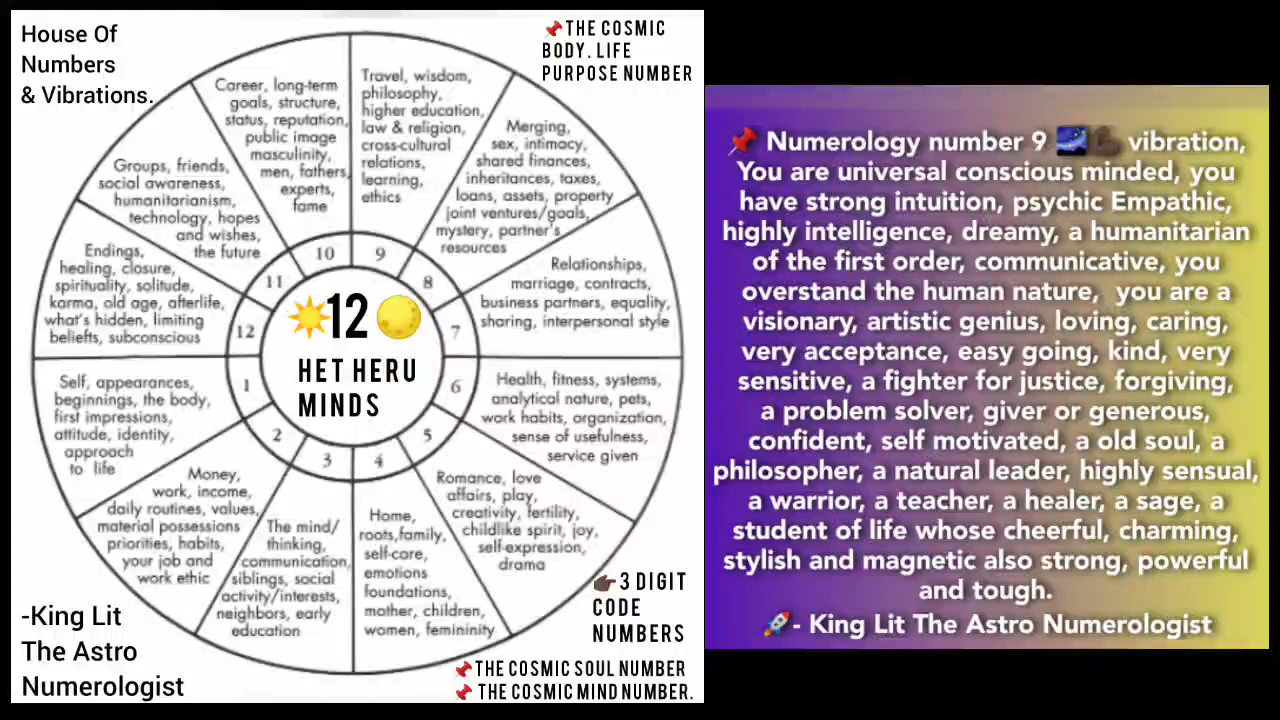 House Of
Numbers
& Vibrations.
📌THE COSMIC
BODY. LIFE
PURPOSE NUMBER
Career, long-term
goals, structure,
status, reputation,
public image
masculinity,
men, fathers,
experts,
fame
Travel, wisdom,
philosophy,
higher education,
law & religion,
cross-cultural
relations,
learning,
ethics
Merging,
sex, intimacy,
shared finances,
inheritances, taxes,
loans, assets, property
joint ventures/goals,
mystery, partner's
resources
Relationships,
marriage, contracts,
business partners, equality,
sharing, interpersonal style
Health, fitness, systems,
analytical nature, pets,
work habits, organization,
sense of usefulness,
service given
Romance, love
affairs, play,
creativity, fertility,
childlike spirit, joy,
self-expression,
drama
Home,
roots,family,
self-care,
emotions
foundations,
mother, children,
women, femininity
The mind/
thinking,
communication,
siblings, social
activity/interests,
neighbors, early
education
Money,
work, income,
daily routines, values,
material possessions
priorities, habits,
your job and
work ethic
Self, appearances,
beginnings, the body,
first impressions,
attitude, identity,
approach
to life
Endings,
healing, closure,
spirituality, solitude,
karma, old age, afterlife,
what's hidden, limiting
beliefs, subconscious
Groups, friends,
social awareness,
humanitarianism,
technology, hopes
and wishes,
the future
10
9
8
7
6
5
4
3
2
1
12
11
☀️12🌕
HET HERU
MINDS
👉🏿3 DIGIT
CODE
NUMBERS
📌THE COSMIC SOUL NUMBER
📌 THE COSMIC MIND NUMBER.
-King Lit
The Astro
Numerologist
📌 Numerology number 9 🌌💪🏿 vibration,
You are universal conscious minded, you
have strong intuition, psychic Empathic,
highly intelligence, dreamy, a humanitarian
of the first order, communicative, you
overstand the human nature, you are a
visionary, artistic genius, loving, caring,
very acceptance, easy going, kind, very
sensitive, a fighter for justice, forgiving,
a problem solver, giver or generous,
confident, self motivated, a old soul, a
philosopher, a natural leader, highly sensual,
a warrior, a teacher, a healer, a sage, a
student of life whose cheerful, charming,
stylish and magnetic also strong, powerful
and tough.
🚀- King Lit The Astro Numerologist